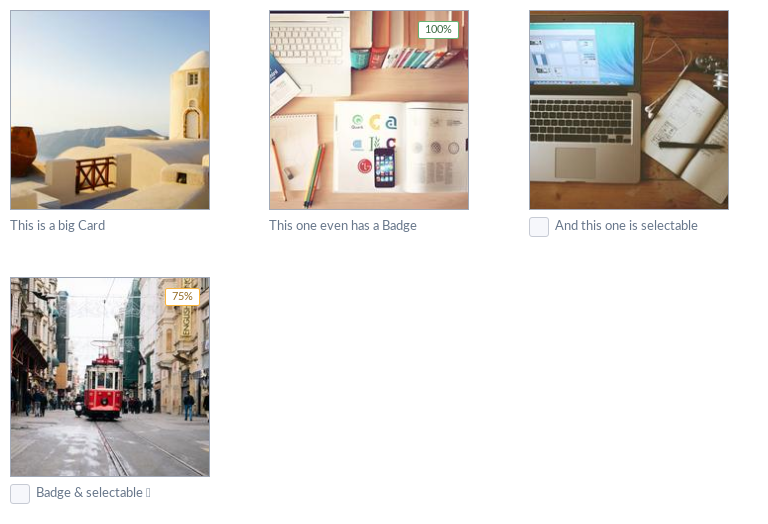 100%
This is a big Card
This one even has a Badge
And this one is selectable
75%
Badge & selectable